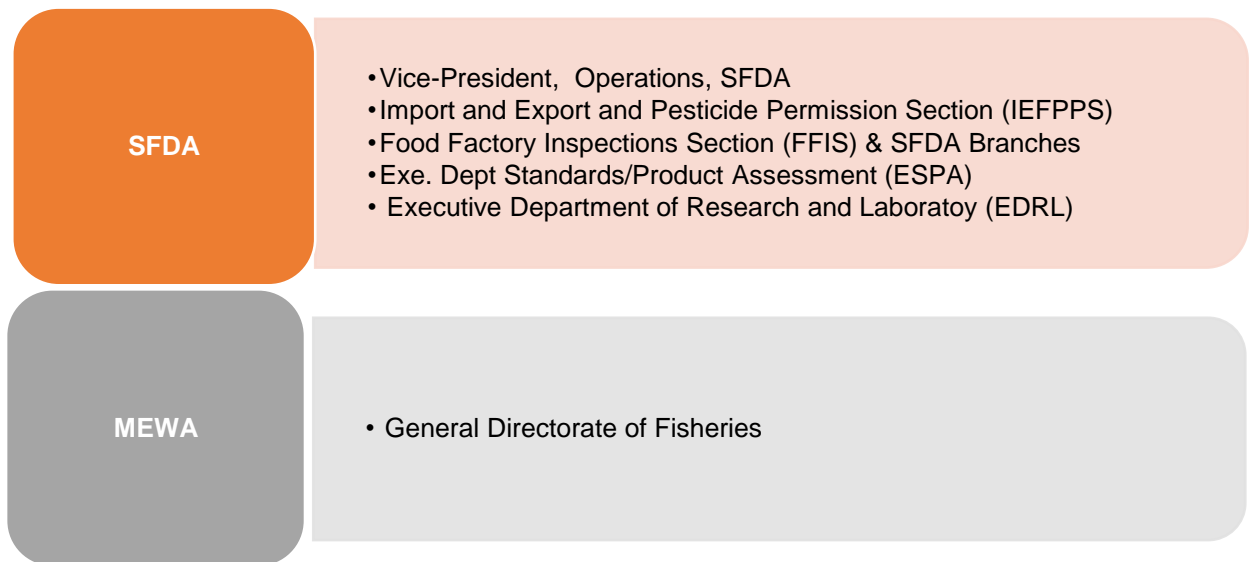 SFDA
•Vice-President, Operations, SFDA
•Import and Export and Pesticide Permission Section (IEFPPS)
•Food Factory Inspections Section (FFIS) & SFDA Branches
•Exe. Dept Standards/Product Assessment (ESPA)
• Executive Department of Research and Laboratoy (EDRL)
MEWA
• General Directorate of Fisheries